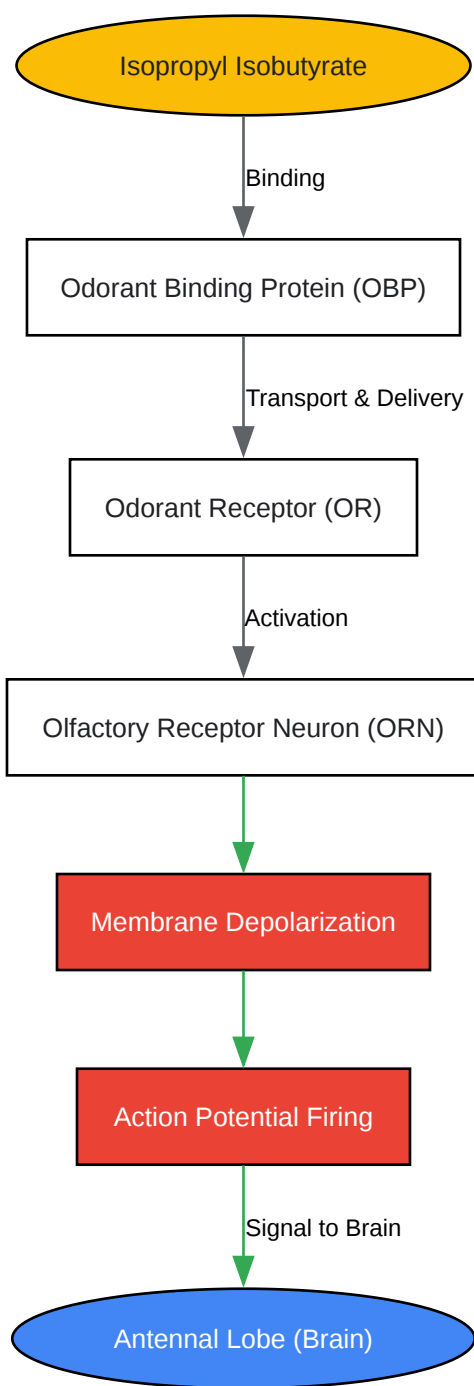 Isopropyl Isobutyrate
Binding
Odorant Binding Protein (OBP)
Transport & Delivery
Odorant Receptor (OR)
Activation
Olfactory Receptor Neuron (ORN)
Membrane Depolarization
Action Potential Firing
Signal to Brain
Antennal Lobe (Brain)